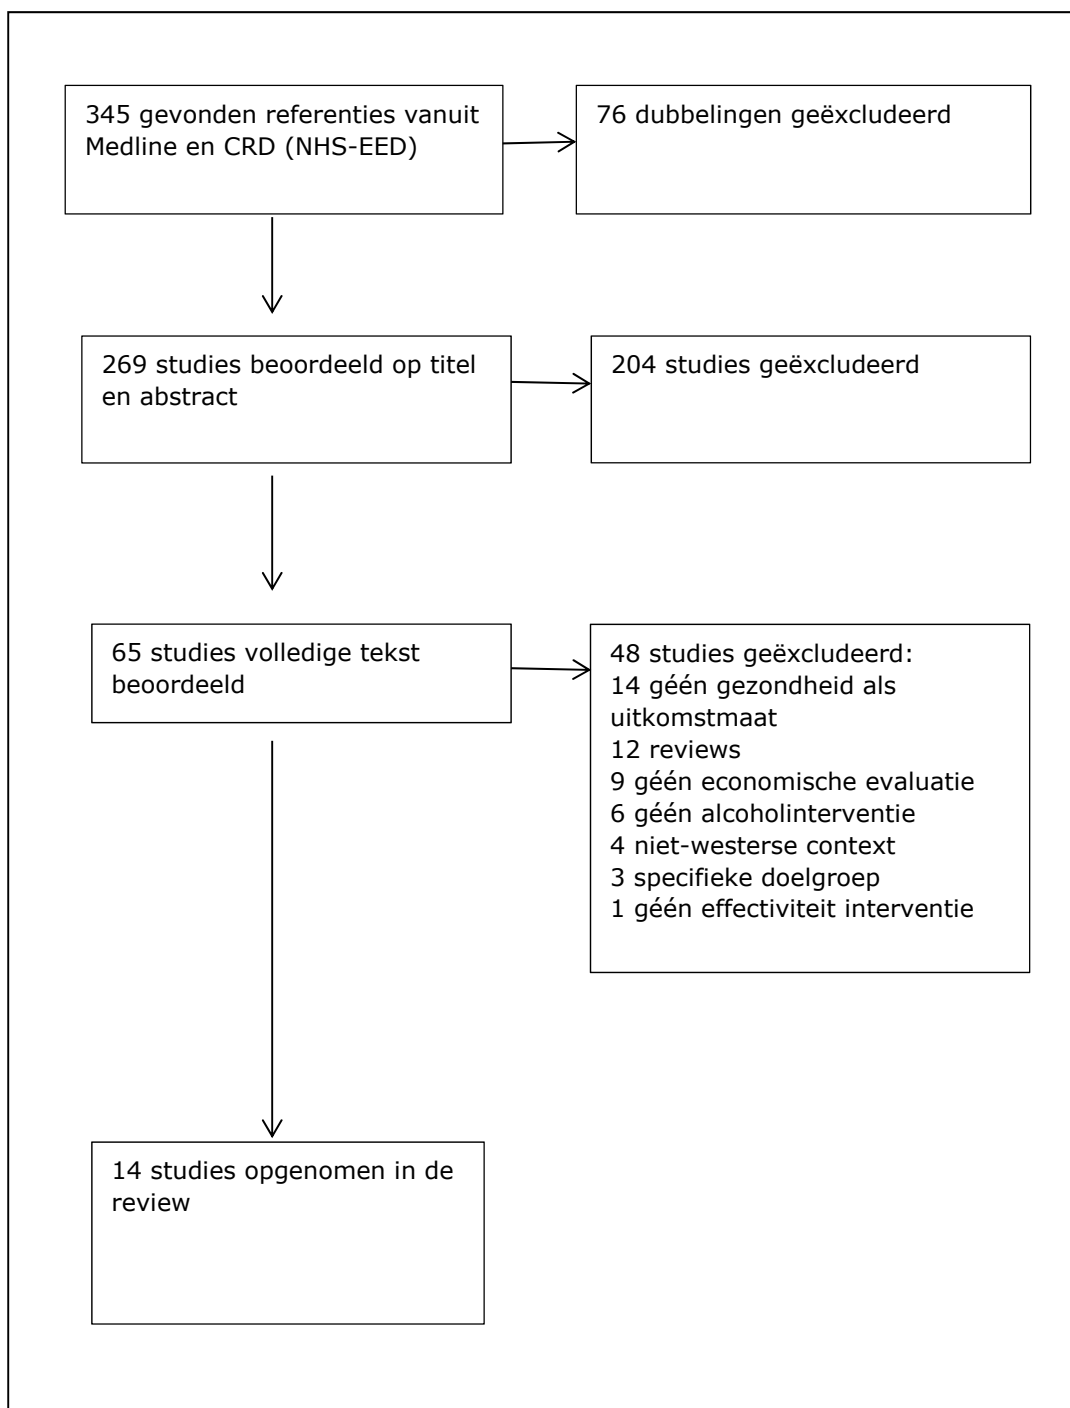 345 gevonden referenties vanuit
Medline en CRD (NHS-EED)
76 dubbelingen geëxcludeerd
269 studies beoordeeld op titel
en abstract
204 studies geëxcludeerd
65 studies volledige tekst
beoordeeld
48 studies geëxcludeerd:
14 géén gezondheid als
uitkomstmaat
12 reviews
9 géén economische evaluatie
6 géén alcoholinterventie
4 niet-westerse context
3 specifieke doelgroep
1 géén effectiviteit interventie
14 studies opgenomen in de
review